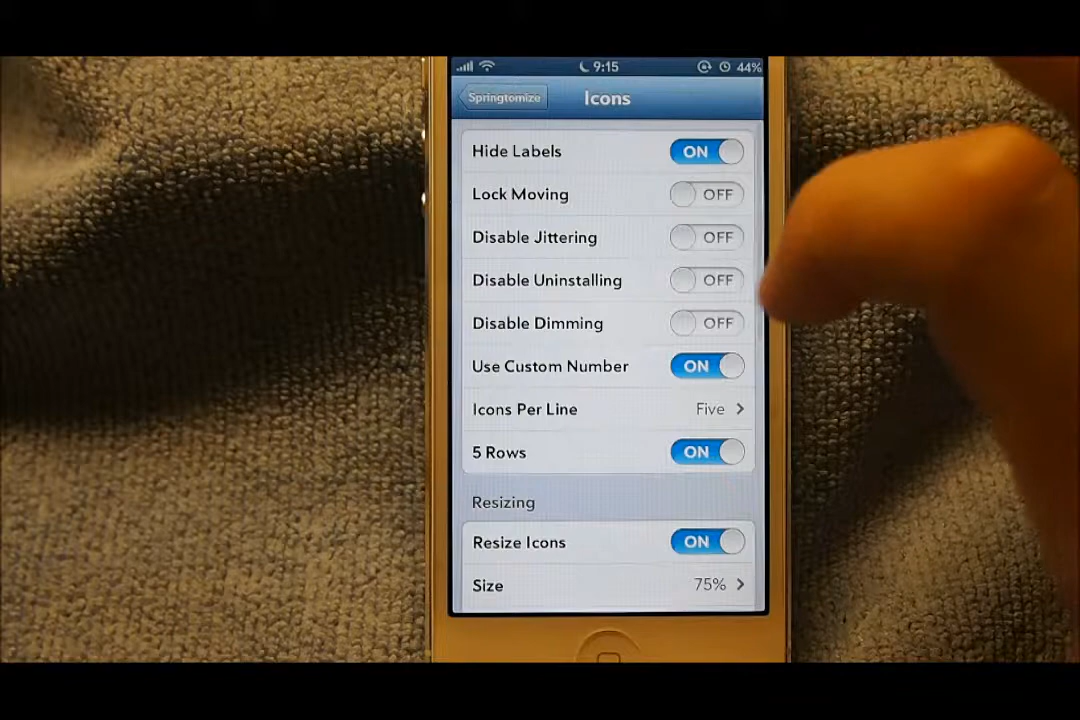 9:15 44%
Springtomize Icons
Hide Labels ON
Lock Moving OFF
Disable Jittering OFF
Disable Uninstalling OFF
Disable Dimming OFF
Use Custom Number ON
Icons Per Line Five
5 Rows ON
Resizing
Resize Icons ON
Size 75%